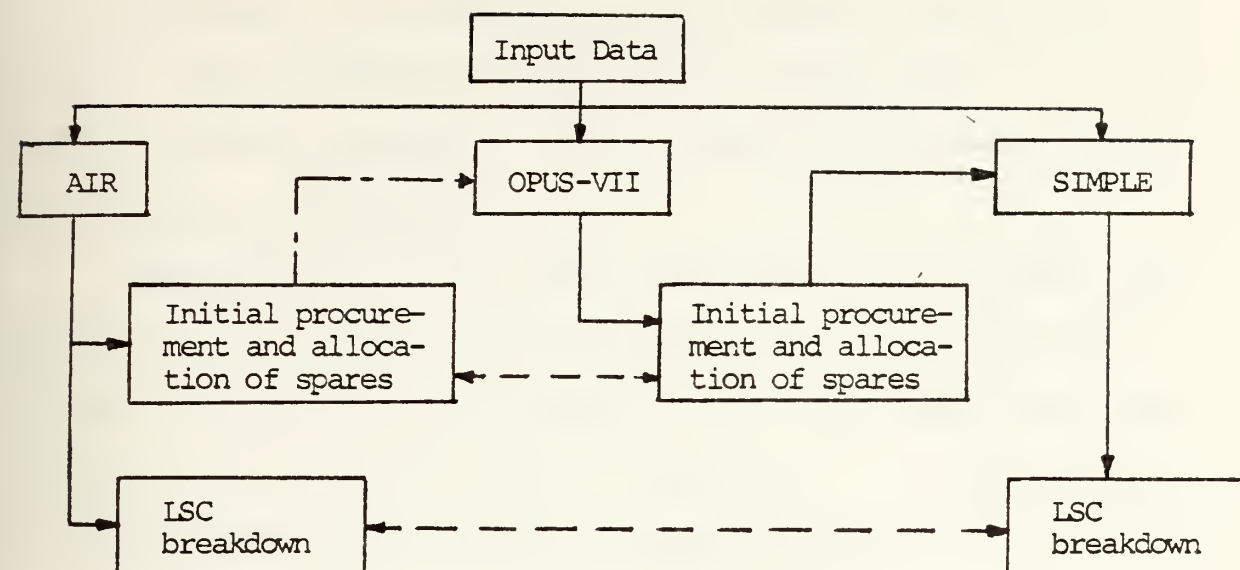 Input Data
AIR
OPUS-VII
SIMPLE
Initial procure-
ment and alloca-
tion of spares
Initial procure-
ment and alloca-
tion of spares
LSC
breakdown
LSC
breakdown